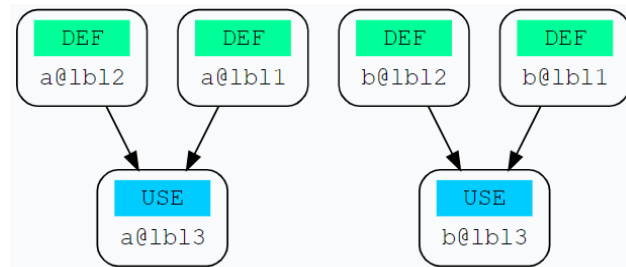 DEF DEF DEF DEF
a@lbl2 a@lbl1 b@lbl2 b@lbl1
USE USE
a@lbl3 b@lbl3